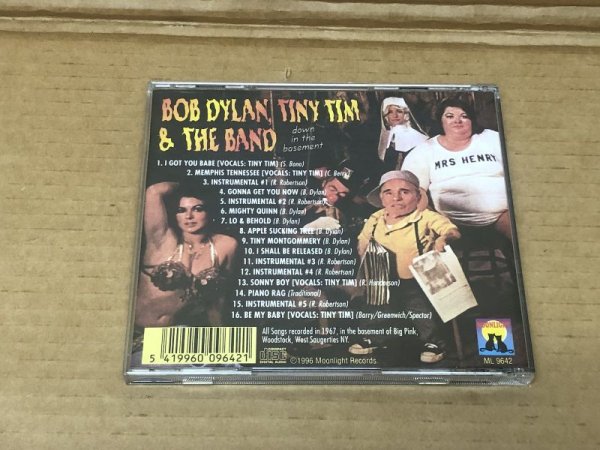 BOB DYLAN, TINY TIM
& THE BAND
down
in the
basement
1. I GOT YOU BABE [VOCALS: TINY TIM] (S. Bono)
2. MEMPHIS TENNESSEE [VOCALS: TINY TIM] (C. Berry)
3. INSTRUMENTAL #1 (R. Robertson)
4. GONNA GET YOU NOW (B. Dylan)
5. INSTRUMENTAL #2 (R. Robertson)
6. MIGHTY QUINN (B. Dylan)
7. LO & BEHOLD (B. Dylan)
8. APPLE SUCKING TREE (B. Dylan)
9. TINY MONTGOMMERY (B. Dylan)
10. I SHALL BE RELEASED (B. Dylan)
11. INSTRUMENTAL #3 (R. Robertson)
12. INSTRUMENTAL #4 (R. Robertson)
13. SONNY BOY [VOCALS: TINY TIM] (R. Henderson)
14. PIANO RAG (Traditional)
15. INSTRUMENTAL #5 (R. Robertson)
16. BE MY BABY [VOCALS: TINY TIM] (Barry/Greenwich/Spector)
MRS HENRY
All Songs recorded in 1967, in the basement of Big Pink,
Woodstock, West Saugerties NY.
5 419960 096421
COMPACT
disc
DIGITAL AUDIO
©1996 Moonlight Records
MOONLIGHT
ML 9642